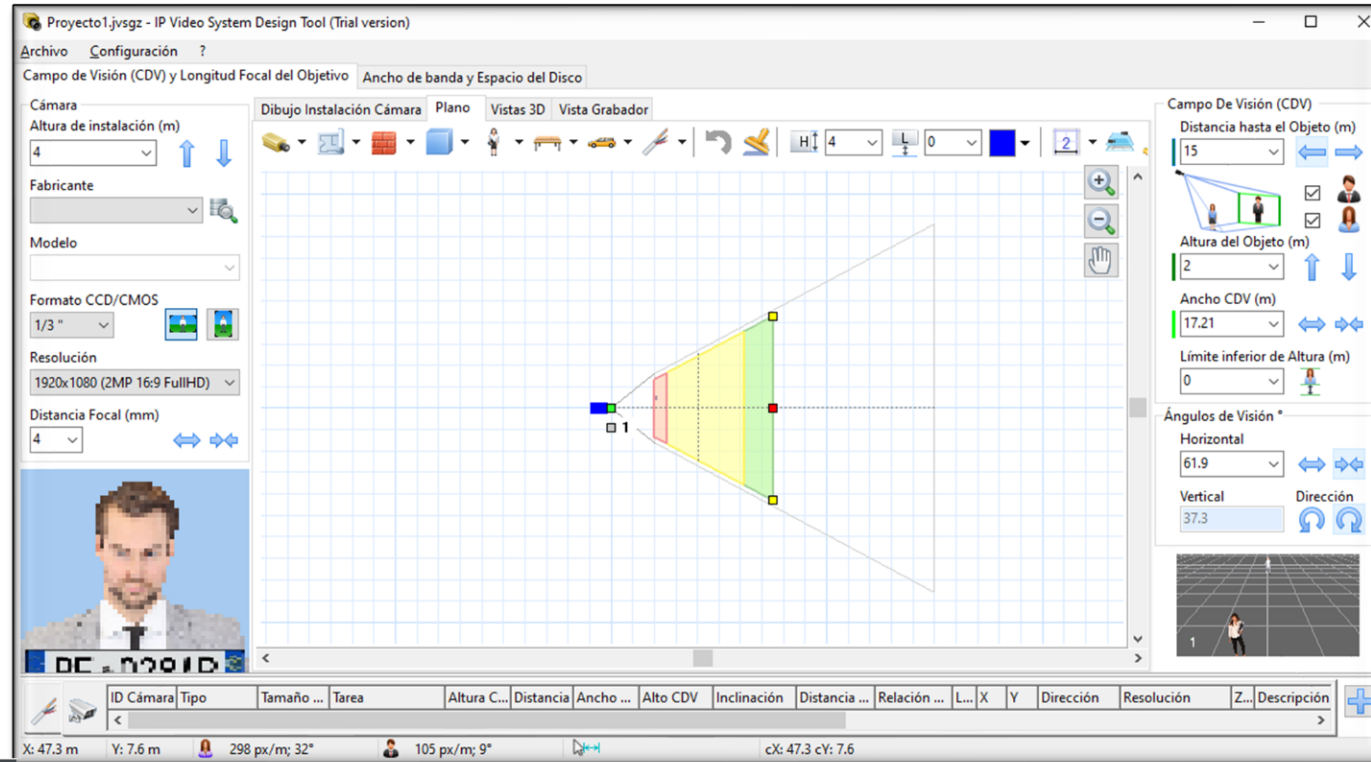 Proyecto1.jvsgz - IP Video System Design Tool (Trial version)
Archivo Configuración ?
Campo de Visión (CDV) y Longitud Focal del Objetivo Ancho de banda y Espacio del Disco
Cámara
Altura de instalación (m)
4
Fabricante
Modelo
Formato CCD/CMOS
1/3 "
Resolución
1920x1080 (2MP 16:9 FullHD)
Distancia Focal (mm)
4
Dibujo Instalación Cámara Plano Vistas 3D Vista Grabador
H 4 L 0 2
1
Campo De Visión (CDV)
Distancia hasta el Objeto (m)
15
Altura del Objeto (m)
2
Ancho CDV (m)
17.21
Límite inferior de Altura (m)
0
Ángulos de Visión °
Horizontal
61.9
Vertical Dirección
37.3
1
ID Cámara Tipo Tamaño ... Tarea Altura C... Distancia Ancho ... Alto CDV Inclinación Distancia ... Relación ... L... X Y Dirección Resolución Z... Descripción
X: 47.3 m Y: 7.6 m 298 px/m; 32° 105 px/m; 9° cX: 47.3 cY: 7.6